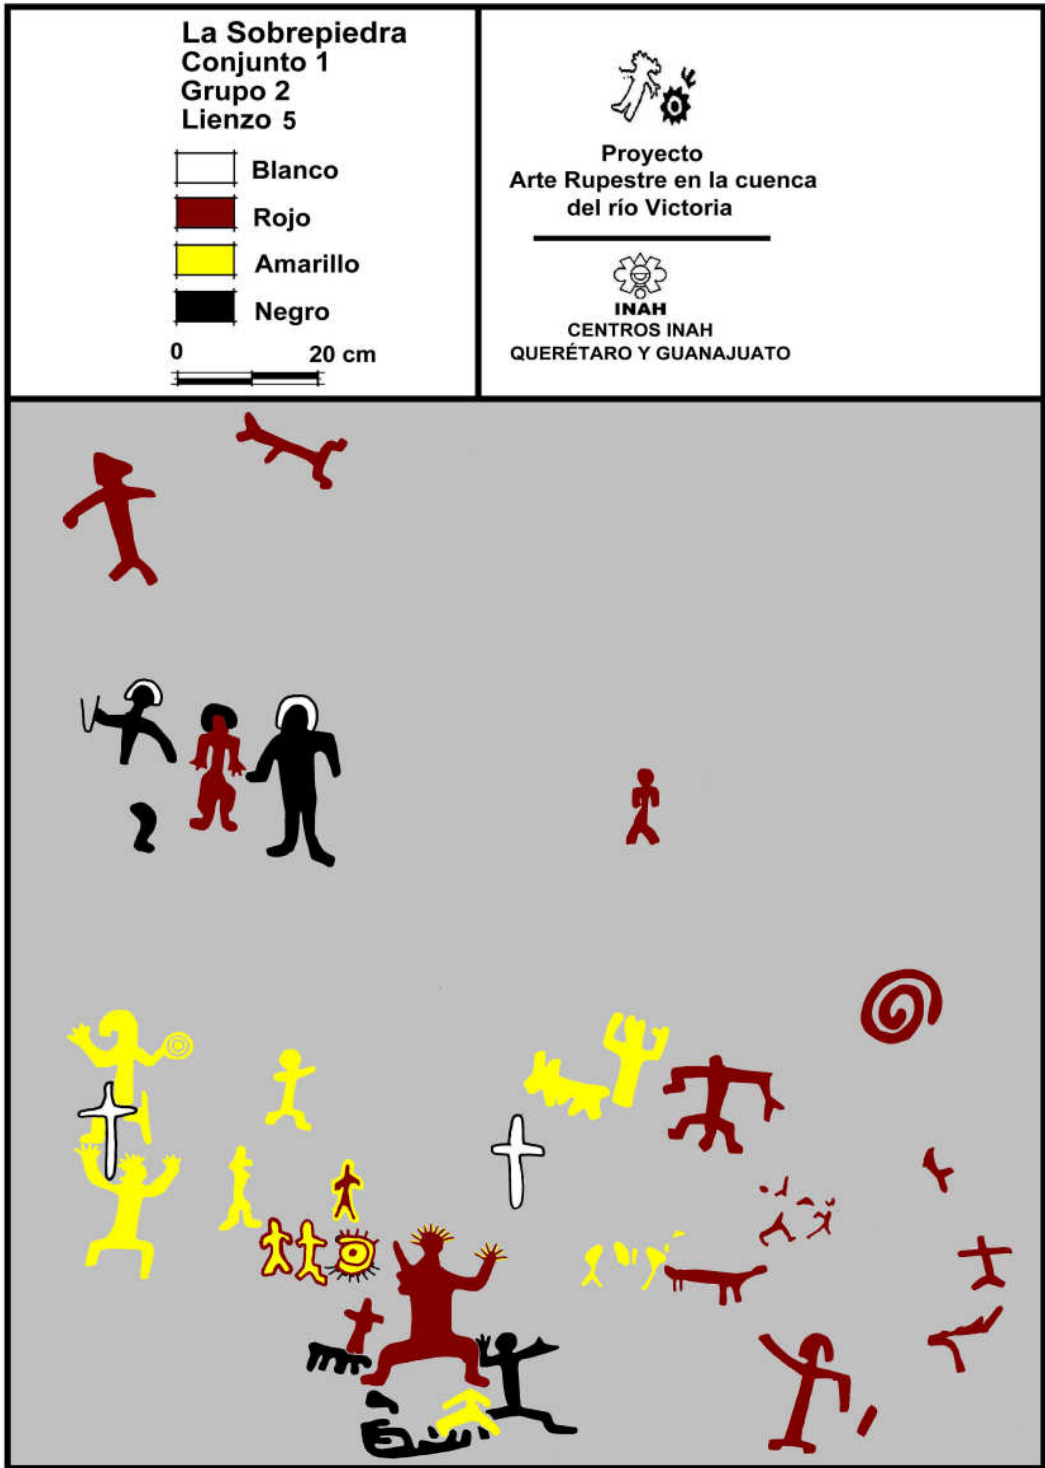 La Sobrepiedra
Conjunto 1
Grupo 2
Lienzo 5
Blanco
Rojo
Amarillo
Negro
0 20 cm
Proyecto
Arte Rupestre en la cuenca
del río Victoria
INAH
CENTROS INAH
QUERÉTARO Y GUANAJUATO